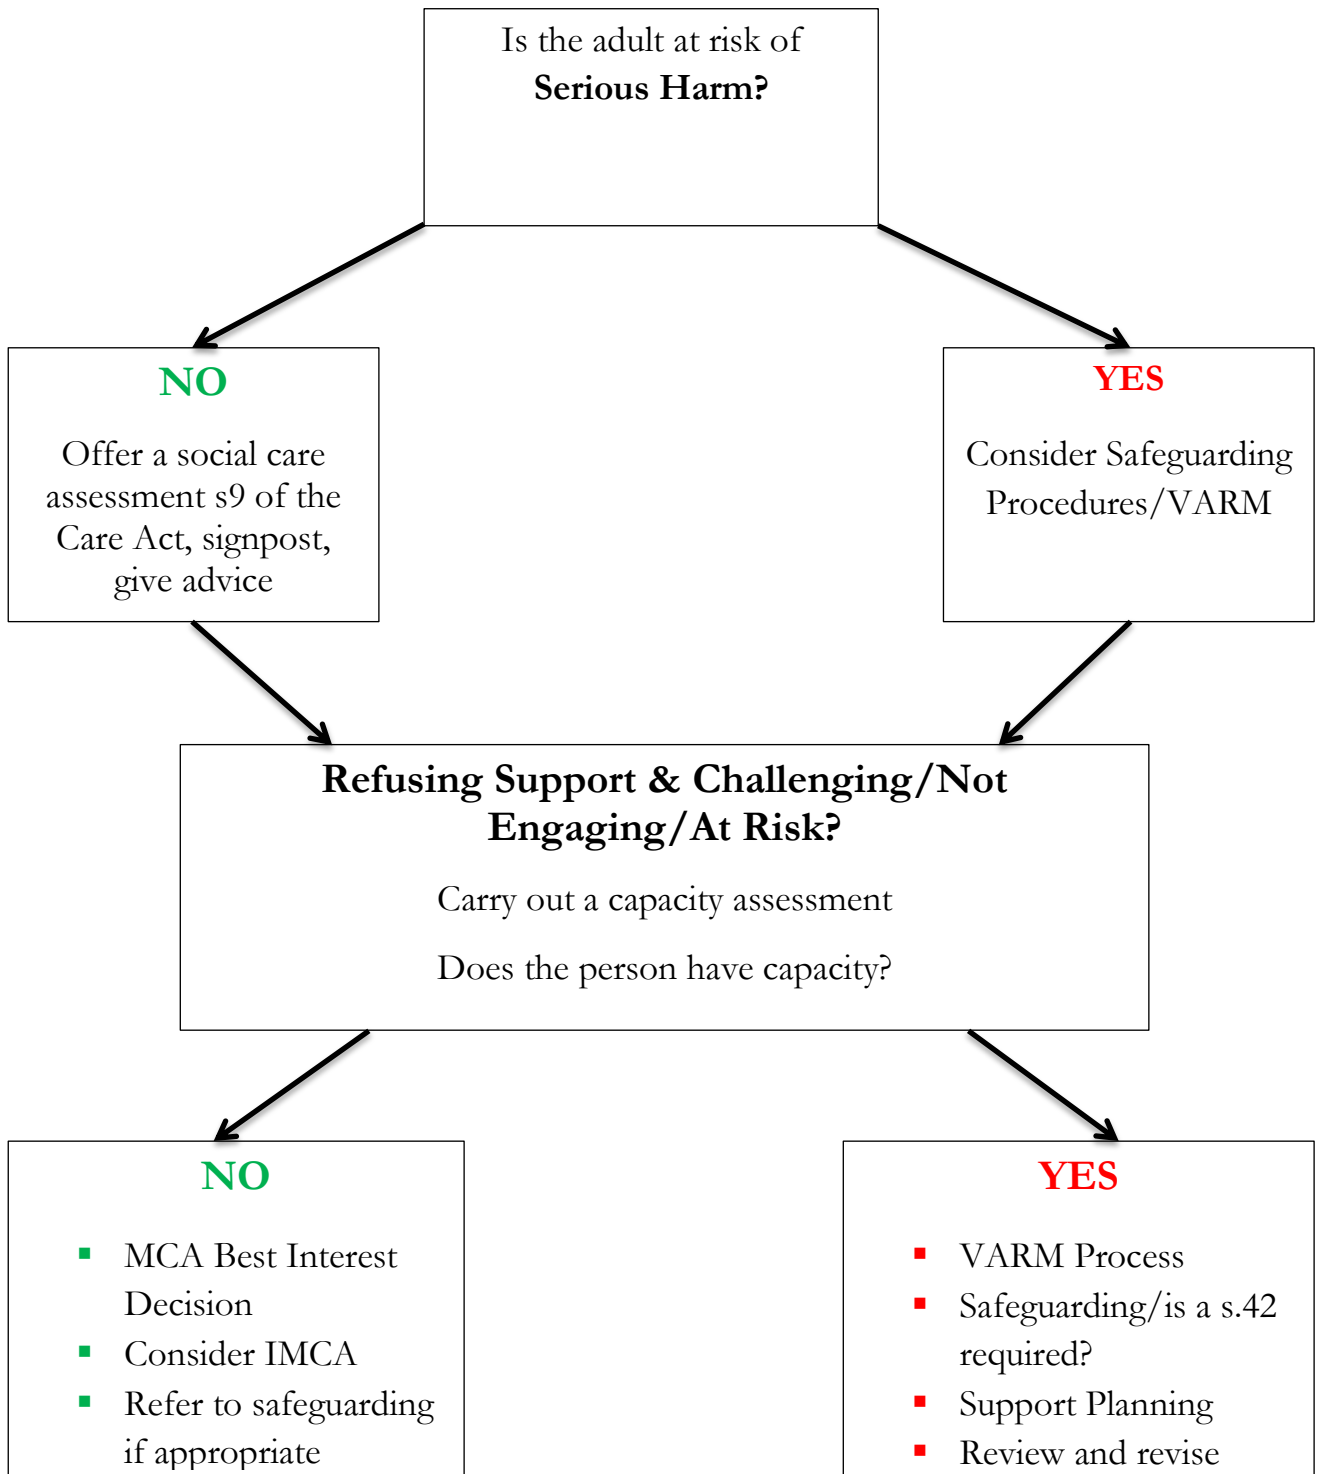 Is the adult at risk of
Serious Harm?
NO
Offer a social care
assessment s9 of the
Care Act, signpost,
give advice
YES
Consider Safeguarding
Procedures/VARM
Refusing Support & Challenging/Not
Engaging/At Risk?
Carry out a capacity assessment
Does the person have capacity?
NO
▪ MCA Best Interest
Decision
▪ Consider IMCA
▪ Refer to safeguarding
if appropriate
YES
▪ VARM Process
▪ Safeguarding/is a s.42
required?
▪ Support Planning
▪ Review and revise